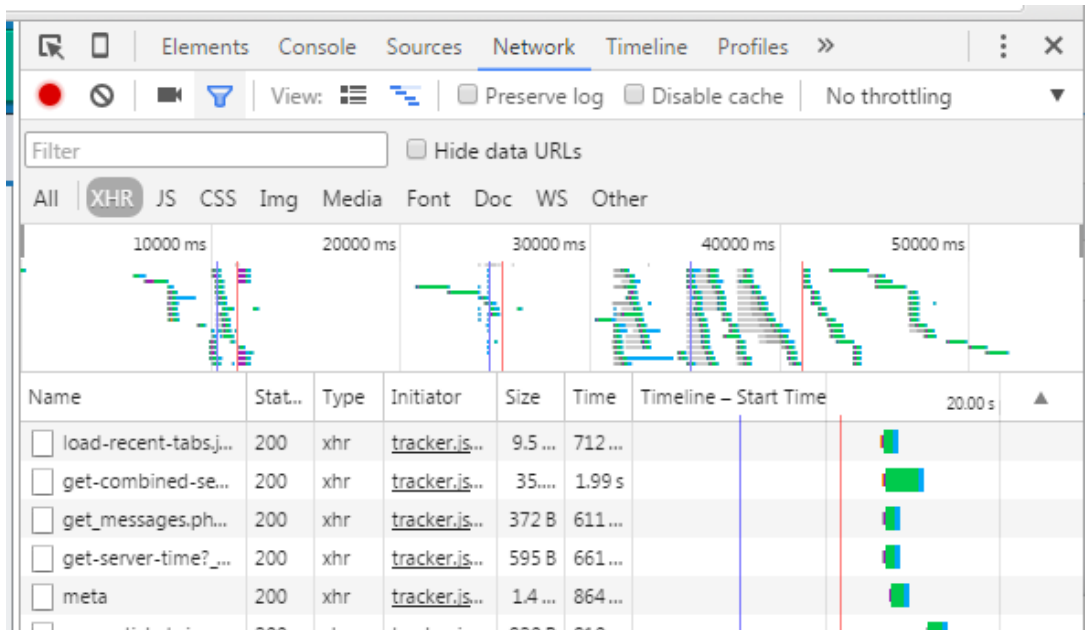 Elements Console Sources Network Timeline Profiles »
View: Preserve log Disable cache No throttling
Filter Hide data URLs
All XHR JS CSS Img Media Font Doc WS Other
10000 ms 20000 ms 30000 ms 40000 ms 50000 ms
Name Stat... Type Initiator Size Time Timeline – Start Time 20.00 s
load-recent-tabs.j... 200 xhr tracker.js... 9.5 ... 712 ...
get-combined-se... 200 xhr tracker.js... 35.... 1.99 s
get_messages.ph... 200 xhr tracker.js... 372 B 611...
get-server-time?_... 200 xhr tracker.js... 595 B 661...
meta 200 xhr tracker.js... 1.4 ... 864...